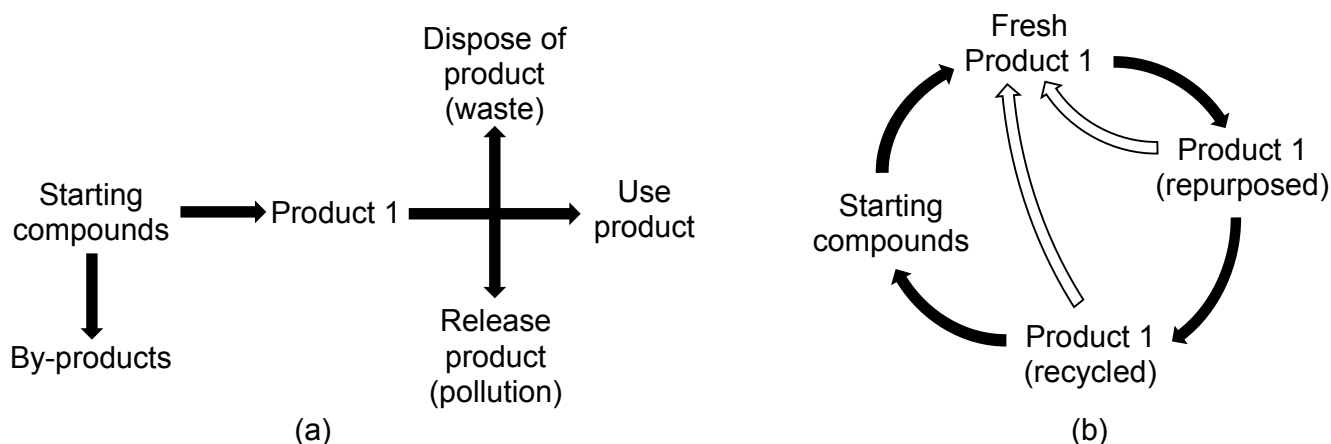 Dispose of
product
(waste)
Starting
compounds
Product 1
Use
product
By-products
Release
product
(pollution)
(a)
Fresh
Product 1
Product 1
(repurposed)
Starting
compounds
Product 1
(recycled)
(b)